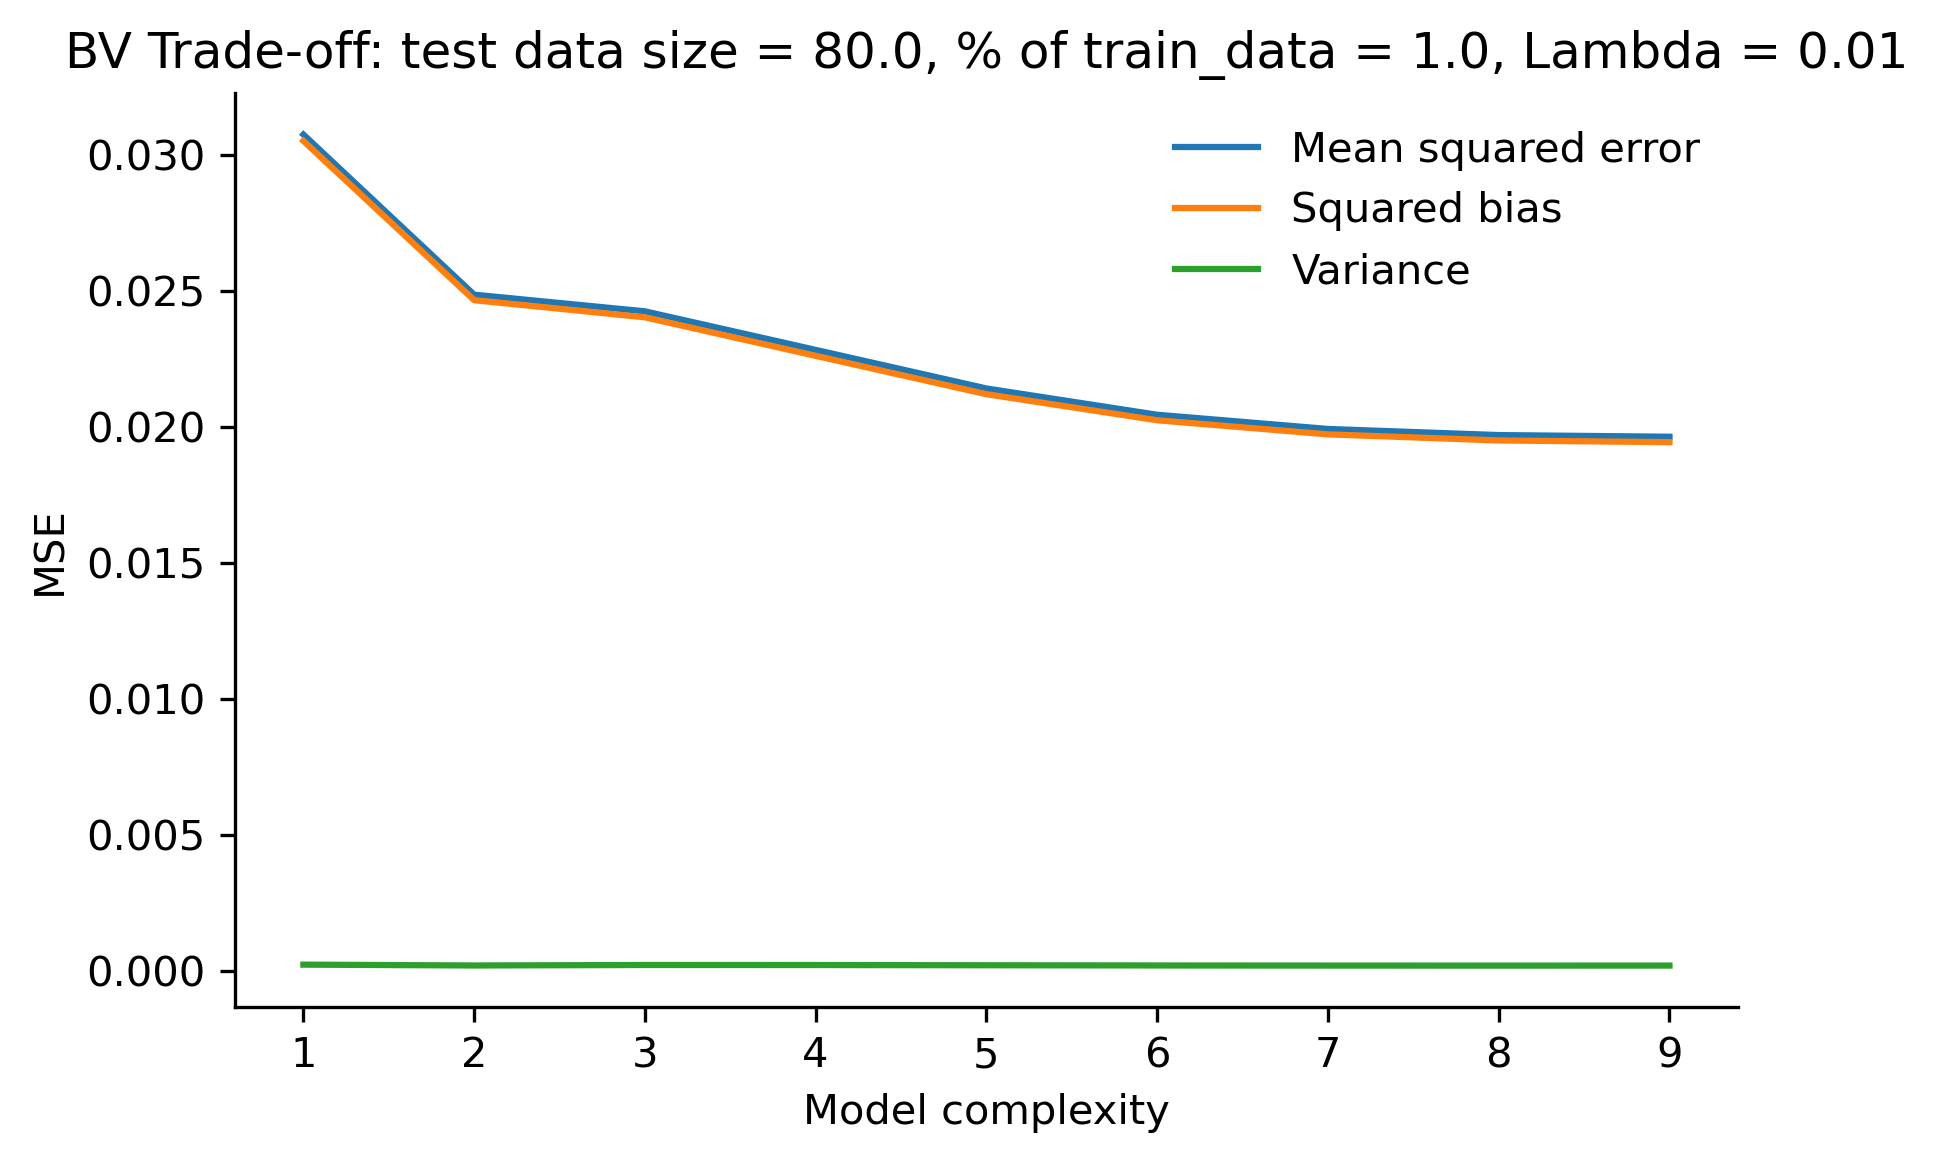 BV Trade-off: test data size = 80.0, % of train_data = 1.0, Lambda = 0.01
Mean squared error
Squared bias
Variance
0.030
0.025
0.020
0.015
0.010
0.005
0.000
MSE
1 2 3 4 5 6 7 8 9
Model complexity